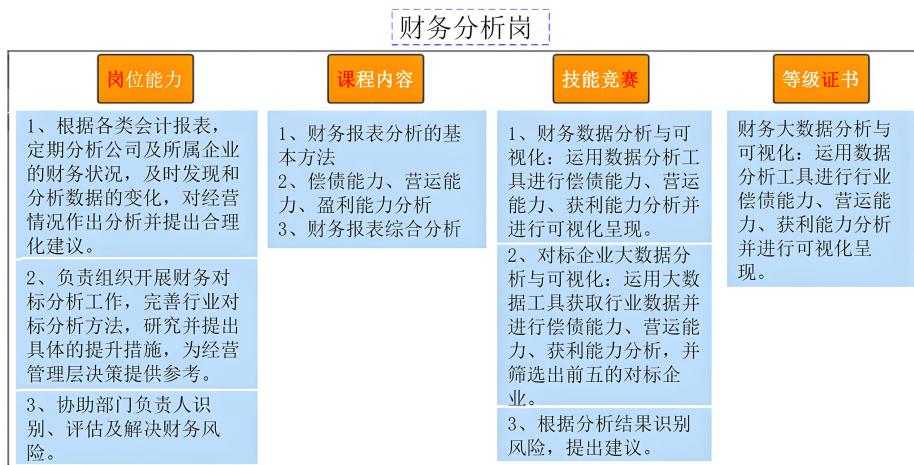 财务分析岗
岗位能力
1、根据各类会计报表，
定期分析公司及所属企业
的财务状况，及时发现和
分析数据的变化，对经营
情况作出分析并提出合理
化建议。
2、负责组织开展财务对
标分析工作，完善行业对
标分析方法，研究并提出
具体的提升措施，为经营
管理层决策提供参考。
3、协助部门负责人识
别、评估及解决财务风
险。
课程内容
1、财务报表分析的基
本方法
2、偿债能力、营运能
力、盈利能力分析
3、财务报表综合分析
技能竞赛
1、财务数据分析与可
视化：运用数据分析工
具进行偿债能力、营运
能力、获利能力分析并
进行可视化呈现。
2、对标企业大数据分
析与可视化：运用大数
据工具获取行业数据并
进行偿债能力、营运能
力、获利能力分析，并
筛选出前五的对标企
业。
3、根据分析结果识别
风险，提出建议。
等级证书
财务大数据分析与
可视化：运用数据
分析工具进行行业
偿债能力、营运能
力、获利能力分析
并进行可视化呈
现。